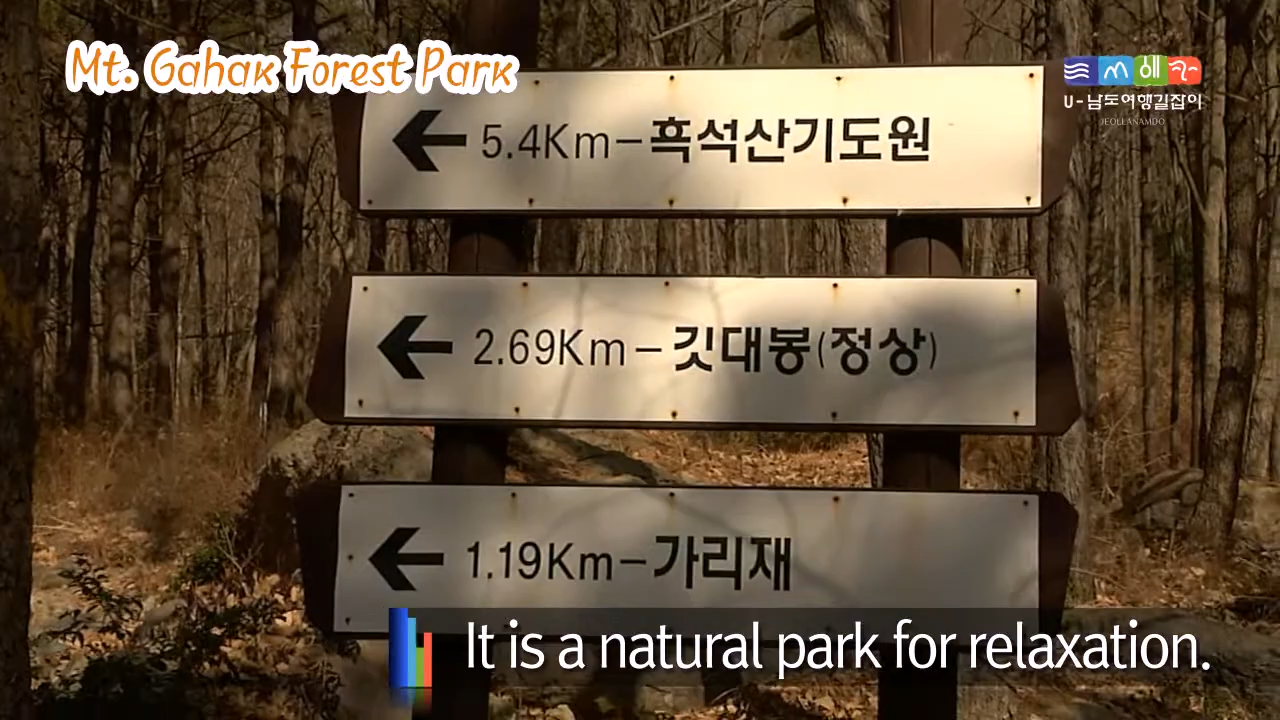 Mt. Gahak Forest Park
U-남도여행길잡이
JEOLLANAMDO
5.4Km-흑석산기도원
2.69Km-깃대봉(정상)
1.19Km-가리재
It is a natural park for relaxation.